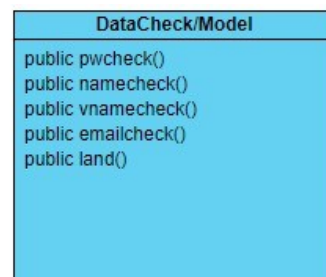 DataCheck/Model
public pwcheck()
public namecheck()
public vnamecheck()
public emailcheck()
public land()